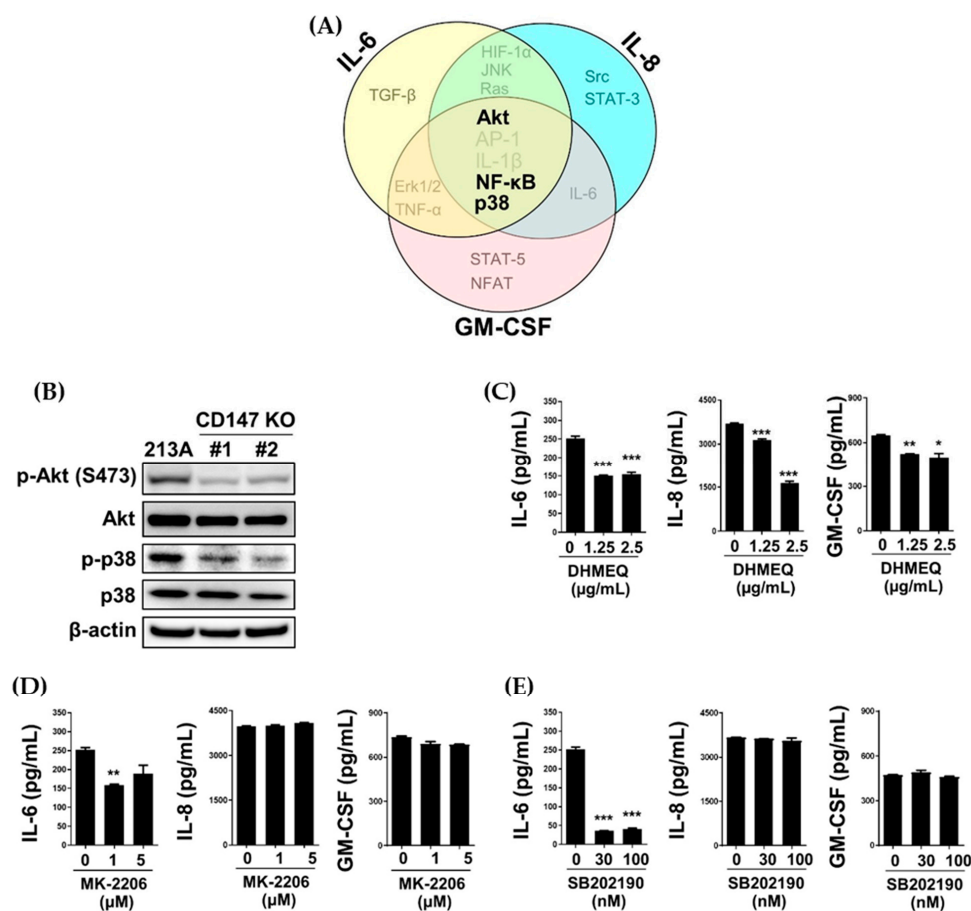 (A)
IL-6
IL-8
HIF-1α
JNK
Ras
Src
STAT-3
TGF-β
Akt
AP-1
IL-1β
NF-κB
p38
Erk1/2
TNF-α
IL-6
STAT-5
NFAT
GM-CSF
(B)
CD147 KO
213A #1 #2
p-Akt (S473)
Akt
p-p38
p38
β-actin
(C)
IL-6 (pg/mL)
300
250
200
150
100
50
0
*** ***
0 1.25 2.5
DHMEQ
(µg/mL)
IL-8 (pg/mL)
4500
3000
1500
0
***
***
0 1.25 2.5
DHMEQ
(µg/mL)
GM-CSF (pg/mL)
900
600
300
0
** *
0 1.25 2.5
DHMEQ
(µg/mL)
(D)
IL-6 (pg/mL)
300
250
200
150
100
50
0
**
0 1 5
MK-2206
(µM)
IL-8 (pg/mL)
4500
3000
1500
0
0 1 5
MK-2206
(µM)
GM-CSF (pg/mL)
900
600
300
0
0 1 5
MK-2206
(µM)
(E)
IL-6 (pg/mL)
300
250
200
150
100
50
0
*** ***
0 30 100
SB202190
(nM)
IL-8 (pg/mL)
4500
3000
1500
0
0 30 100
SB202190
(nM)
GM-CSF (pg/mL)
900
600
300
0
0 30 100
SB202190
(nM)